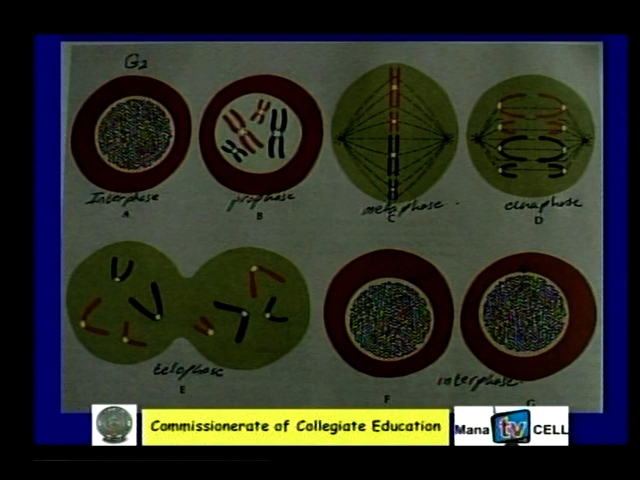 G2
Interphase
A
prophase
B
metaphase
C
anaphase
D
telophase
E
F
interphase
G
Commissionerate of Collegiate Education
Mana tv CELL